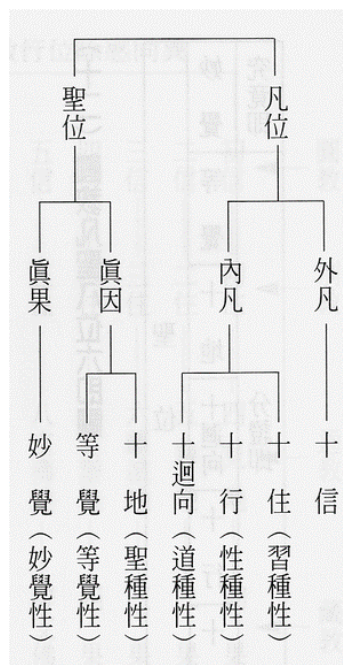 凡位
聖位
外凡
內凡
眞因
眞果
十信
十住（習種性）
十行（性種性）
十迴向（道種性）
十地（聖種性）
等覺（等覺性）
妙覺（妙覺性）